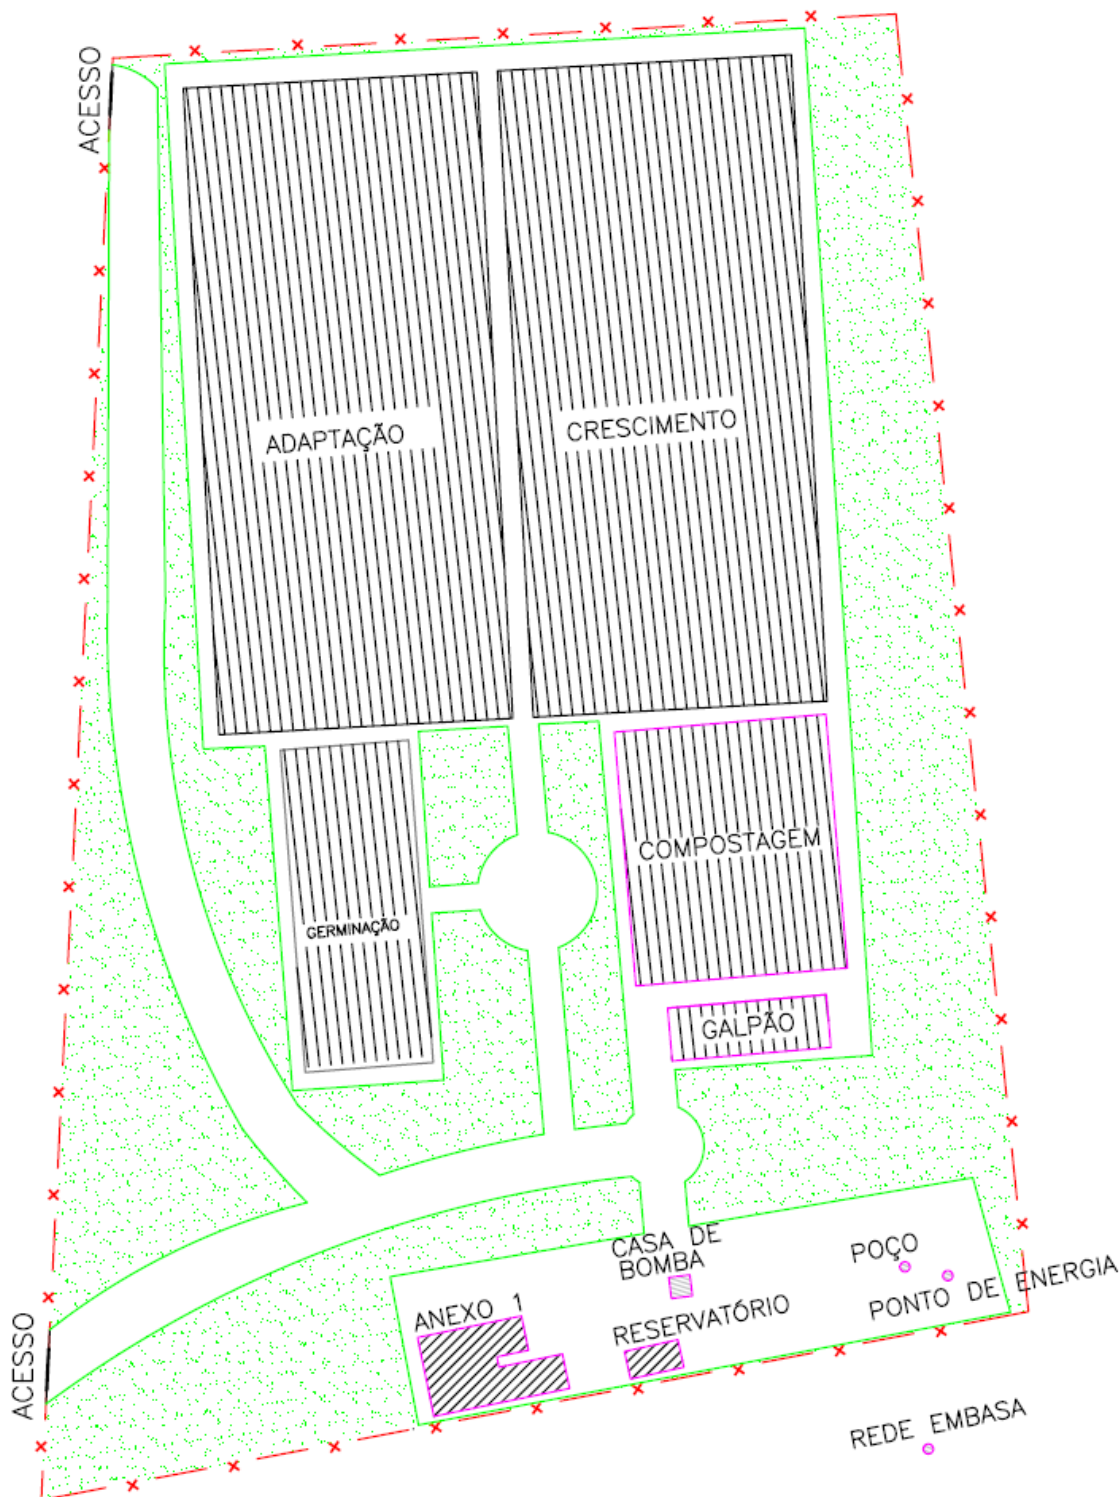 ACESSO
ADAPTAÇÃO
CRESCIMENTO
COMPOSTAGEM
GERMINAÇÃO
GALPÃO
CASA DE
BOMBA
POÇO
PONTO DE ENERGIA
ANEXO 1
RESERVATÓRIO
ACESSO
REDE EMBASA